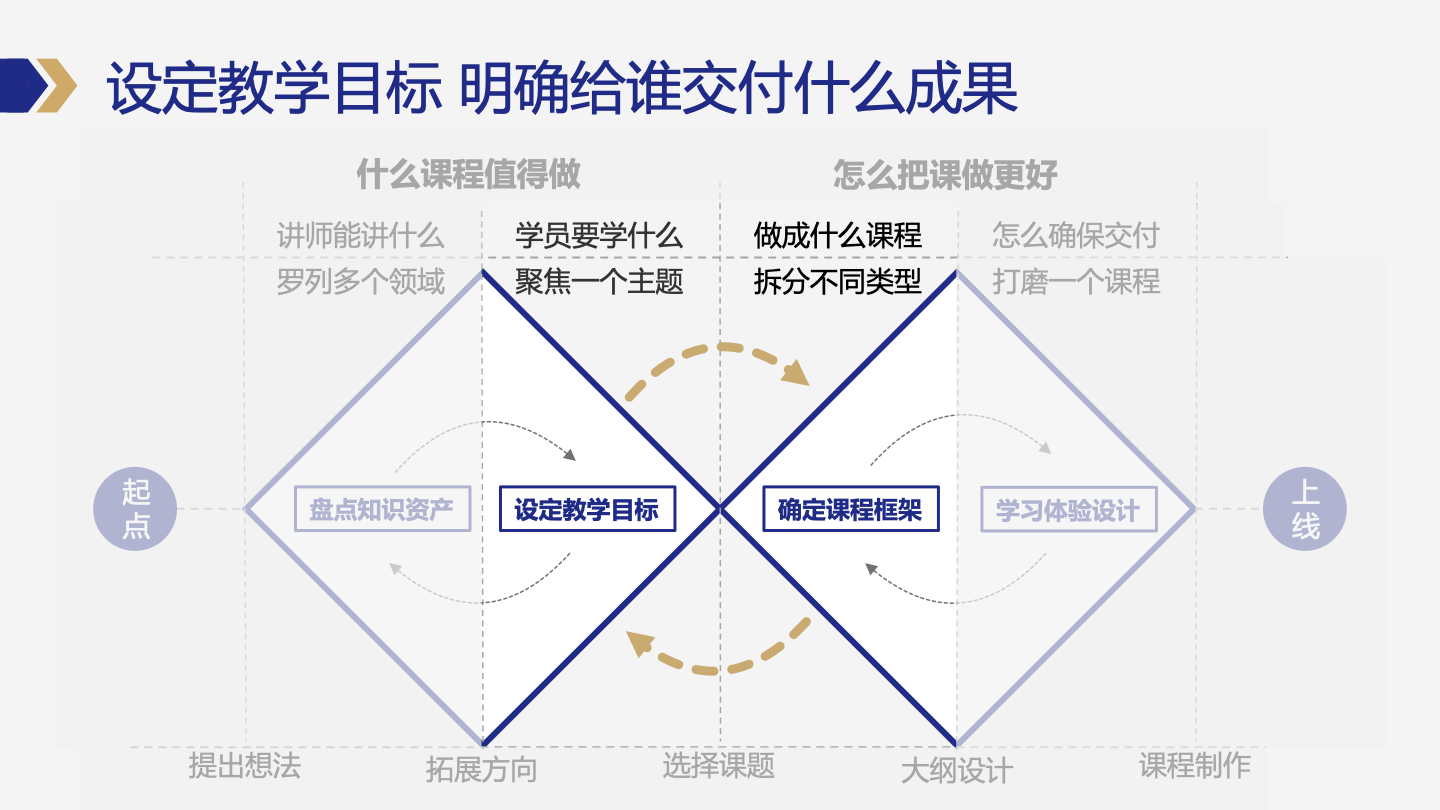 设定教学目标 明确给谁交付什么成果
什么课程值得做
怎么把课做更好
讲师能讲什么
学员要学什么
做成什么课程
怎么确保交付
罗列多个领域
聚焦一个主题
拆分不同类型
打磨一个课程
起
点
盘点知识资产
设定教学目标
确定课程框架
学习体验设计
上
线
提出想法
拓展方向
选择课题
大纲设计
课程制作